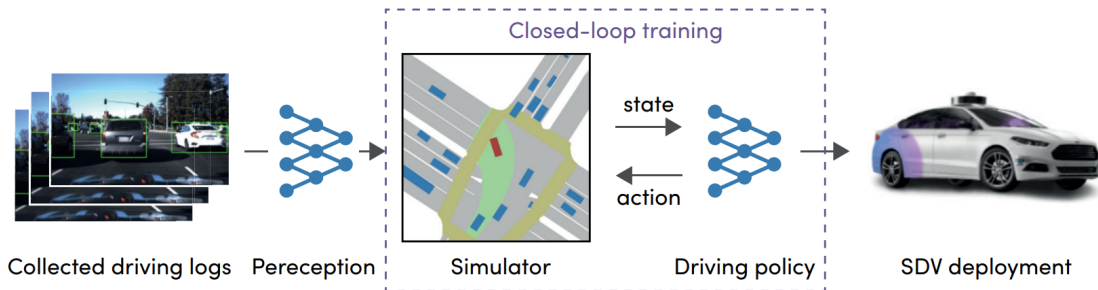 Closed-loop training
state
action
Collected driving logs
Pereception
Simulator
Driving policy
SDV deployment